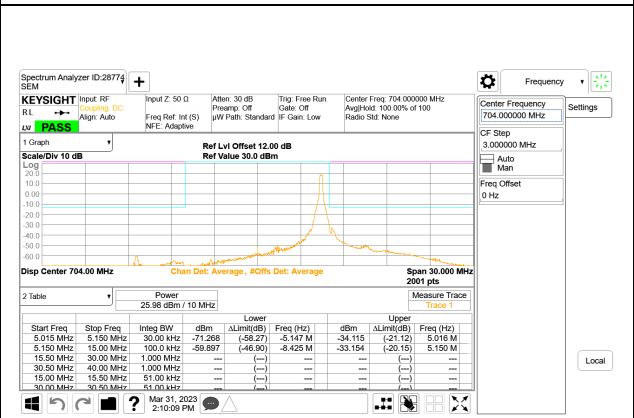 Spectrum Analyzer ID:28774
SEM
Frequency
KEYSIGHT
R L
LXI PASS
Input: RF
Coupling: DC
Align: Auto
Input Z: 50 Ω
Freq Ref: Int (S)
NFE: Adaptive
Atten: 30 dB
Preamp: Off
µW Path: Standard
Trig: Free Run
Gate: Off
IF Gain: Low
Center Freq: 704.000000 MHz
Avg|Hold: 100.00% of 100
Radio Std: None
Center Frequency
704.000000 MHz
Settings
CF Step
3.000000 MHz
Auto
Man
Freq Offset
0 Hz
1 Graph
Ref Lvl Offset 12.00 dB
Scale/Div 10 dB Ref Value 30.0 dBm
Log
20.0
10.0
0.00
-10.0
-20.0
-30.0
-40.0
-50.0
-60.0
Disp Center 704.00 MHz Chan Det: Average , #Offs Det: Average Span 30.000 MHz
2001 pts
2 Table Power Measure Trace
25.98 dBm / 10 MHz Trace 1
Lower Upper
Start Freq Stop Freq Integ BW dBm ΔLimit(dB) Freq (Hz) dBm ΔLimit(dB) Freq (Hz)
5.015 MHz 5.150 MHz 30.00 kHz -71.268 (-58.27) -5.147 M -34.115 (-21.12) 5.016 M
5.150 MHz 15.00 MHz 100.0 kHz -59.897 (-46.90) -8.425 M -33.154 (-20.15) 5.150 M
15.50 MHz 30.00 MHz 1.000 MHz --- (---) --- --- (---) ---
30.50 MHz 40.00 MHz 1.000 MHz --- (---) --- --- (---) ---
15.00 MHz 15.50 MHz 51.00 kHz --- (---) --- --- (---) ---
30.00 MHz 30.50 MHz 51.00 kHz --- (---) --- --- (---) ---
Local
? Mar 31, 2023
2:10:09 PM